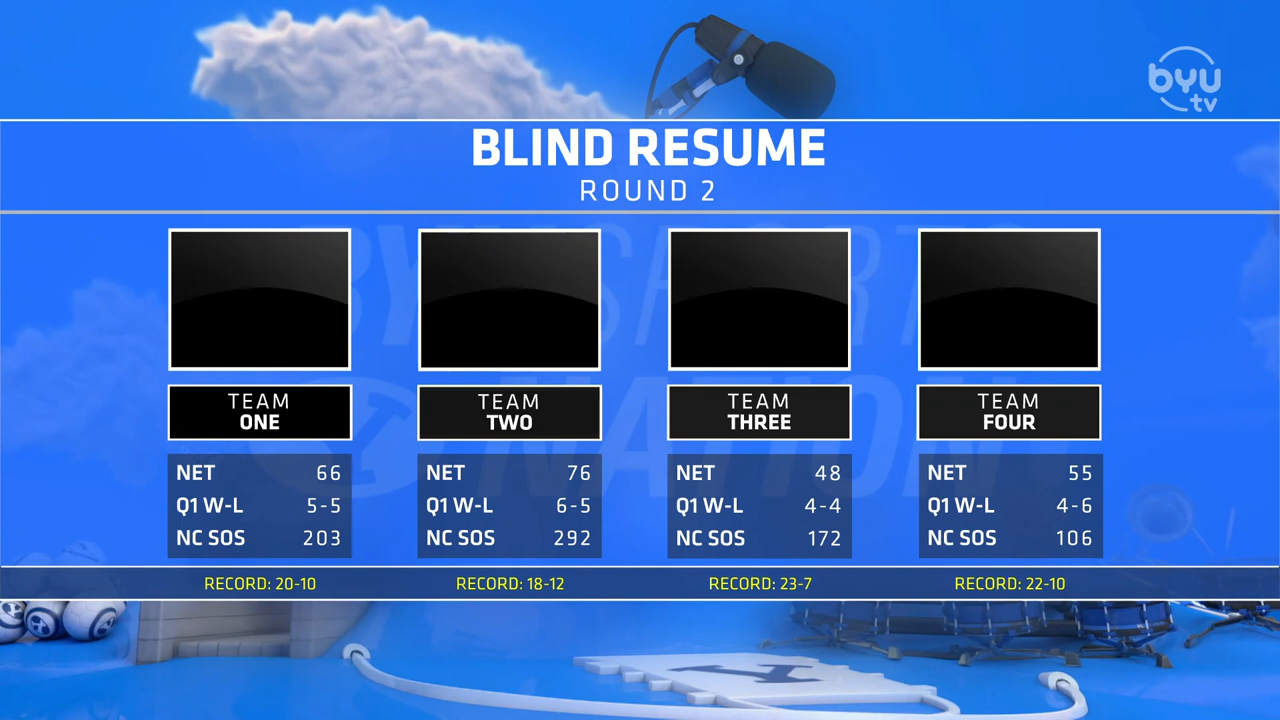 byu
tv
BLIND RESUME
ROUND 2
BYU SPORTS
NATION
TEAM
ONE
TEAM
TWO
TEAM
THREE
TEAM
FOUR
NET 66
Q1 W-L 5-5
NC SOS 203
NET 76
Q1 W-L 6-5
NC SOS 292
NET 48
Q1 W-L 4-4
NC SOS 172
NET 55
Q1 W-L 4-6
NC SOS 106
RECORD: 20-10
RECORD: 18-12
RECORD: 23-7
RECORD: 22-10
Y